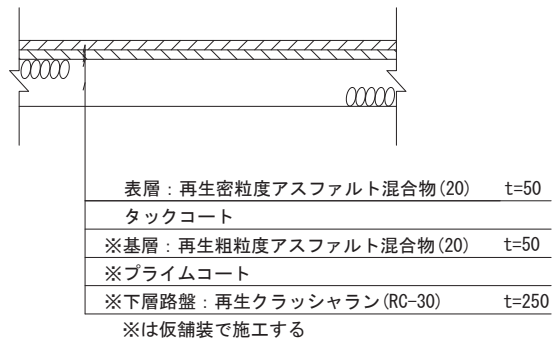 表層：再生密粒度アスファルト混合物(20) t=50
タックコート
※基層：再生粗粒度アスファルト混合物(20) t=50
※プライムコート
※下層路盤：再生クラッシャラン(RC-30) t=250
※は仮舗装で施工する